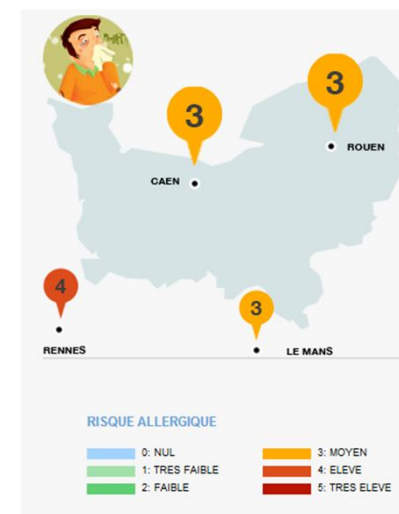 3
3
ROUEN
CAEN
4
3
RENNES
LE MANS
RISQUE ALLERGIQUE
0: NUL
1: TRES FAIBLE
2: FAIBLE
3: MOYEN
4: ELEVE
5: TRES ELEVE